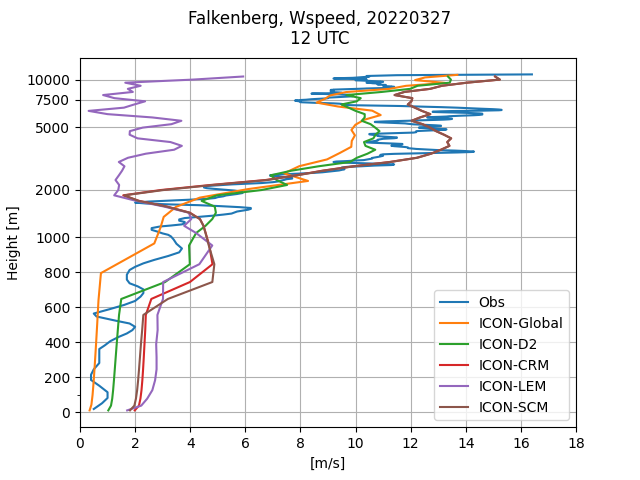 Falkenberg, Wspeed, 20220327
12 UTC
Height [m]
10000
7500
5000
2000
1000
800
600
400
200
0
0 2 4 6 8 10 12 14 16 18
[m/s]
Obs
ICON-Global
ICON-D2
ICON-CRM
ICON-LEM
ICON-SCM